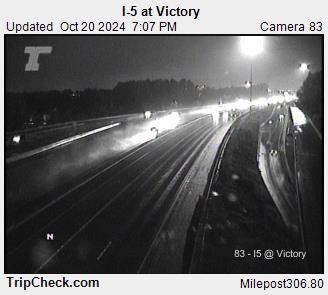 I-5 at Victory
Updated Oct 20 2024 7:07 PM Camera 83
T
N
83 - I5 @ Victory
TripCheck.com Milepost306.80